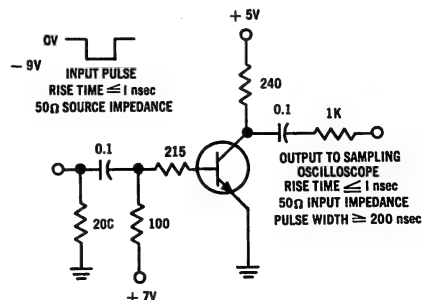 + 5V
0V
− 9V
INPUT PULSE
RISE TIME ≦ 1 nsec
50Ω SOURCE IMPEDANCE
240
0.1
1K
0.1
215
OUTPUT TO SAMPLING
OSCILLOSCOPE
RISE TIME ≦ 1 nsec
50Ω INPUT IMPEDANCE
PULSE WIDTH ≧ 200 nsec
200
100
+ 7V